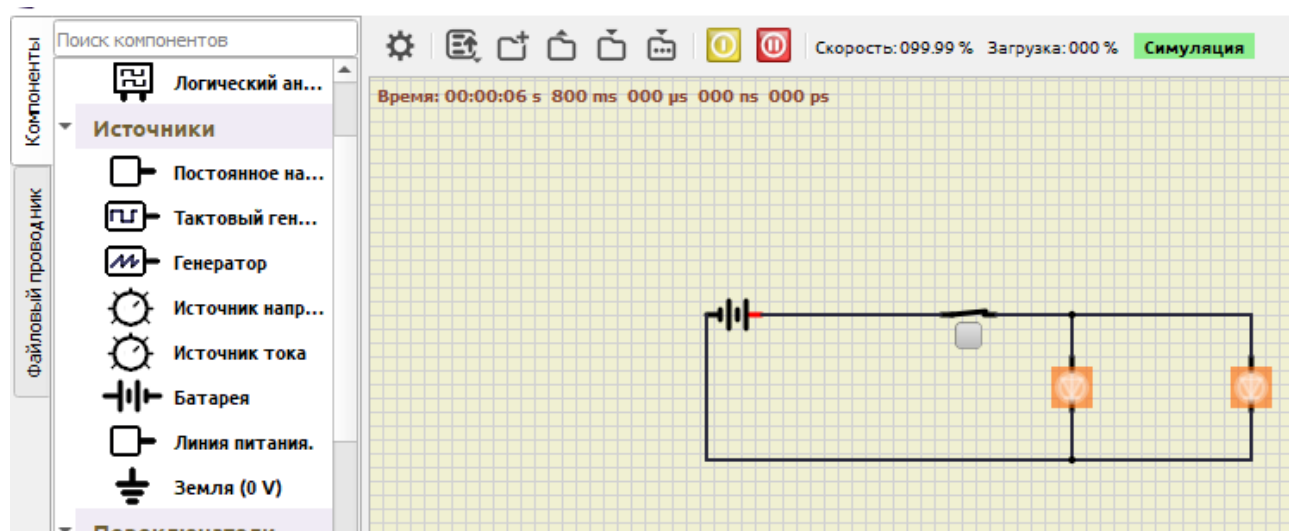 Компоненты
Файловый проводник
Поиск компонентов
Логический ан...
Источники
Постоянное на...
Тактовый ген...
Генератор
Источник напр...
Источник тока
Батарея
Линия питания.
Земля (0 V)
Скорость: 099.99 % Загрузка: 000 % Симуляция
Время: 00:00:06 s 800 ms 000 µs 000 ns 000 ps